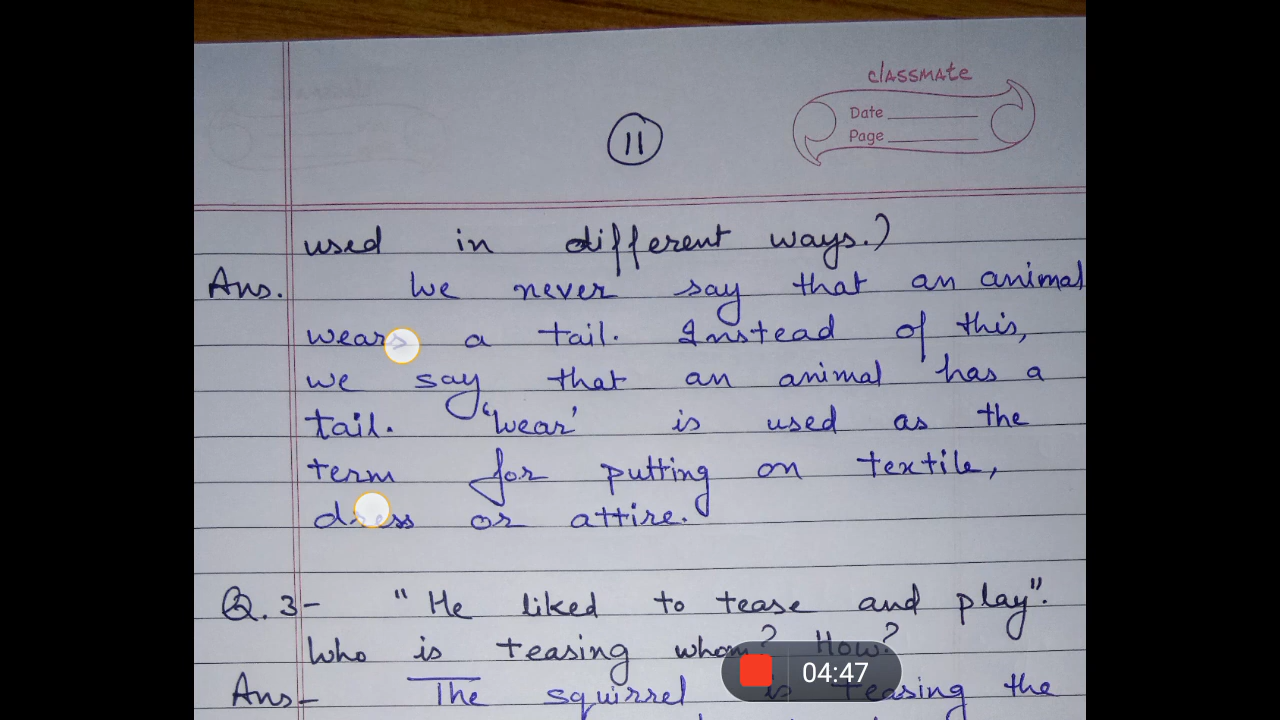 classmate
Date
Page
11
used in different ways.)
Ans. We never say that an animal
wears a tail. Instead of this,
we say that an animal has a
tail. 'Wear' is used as the
term for putting on textile,
dress or attire.
Q.3- "He liked to tease and play".
Who is teasing whom? How?
Ans- The squirrel is teasing the
04:47